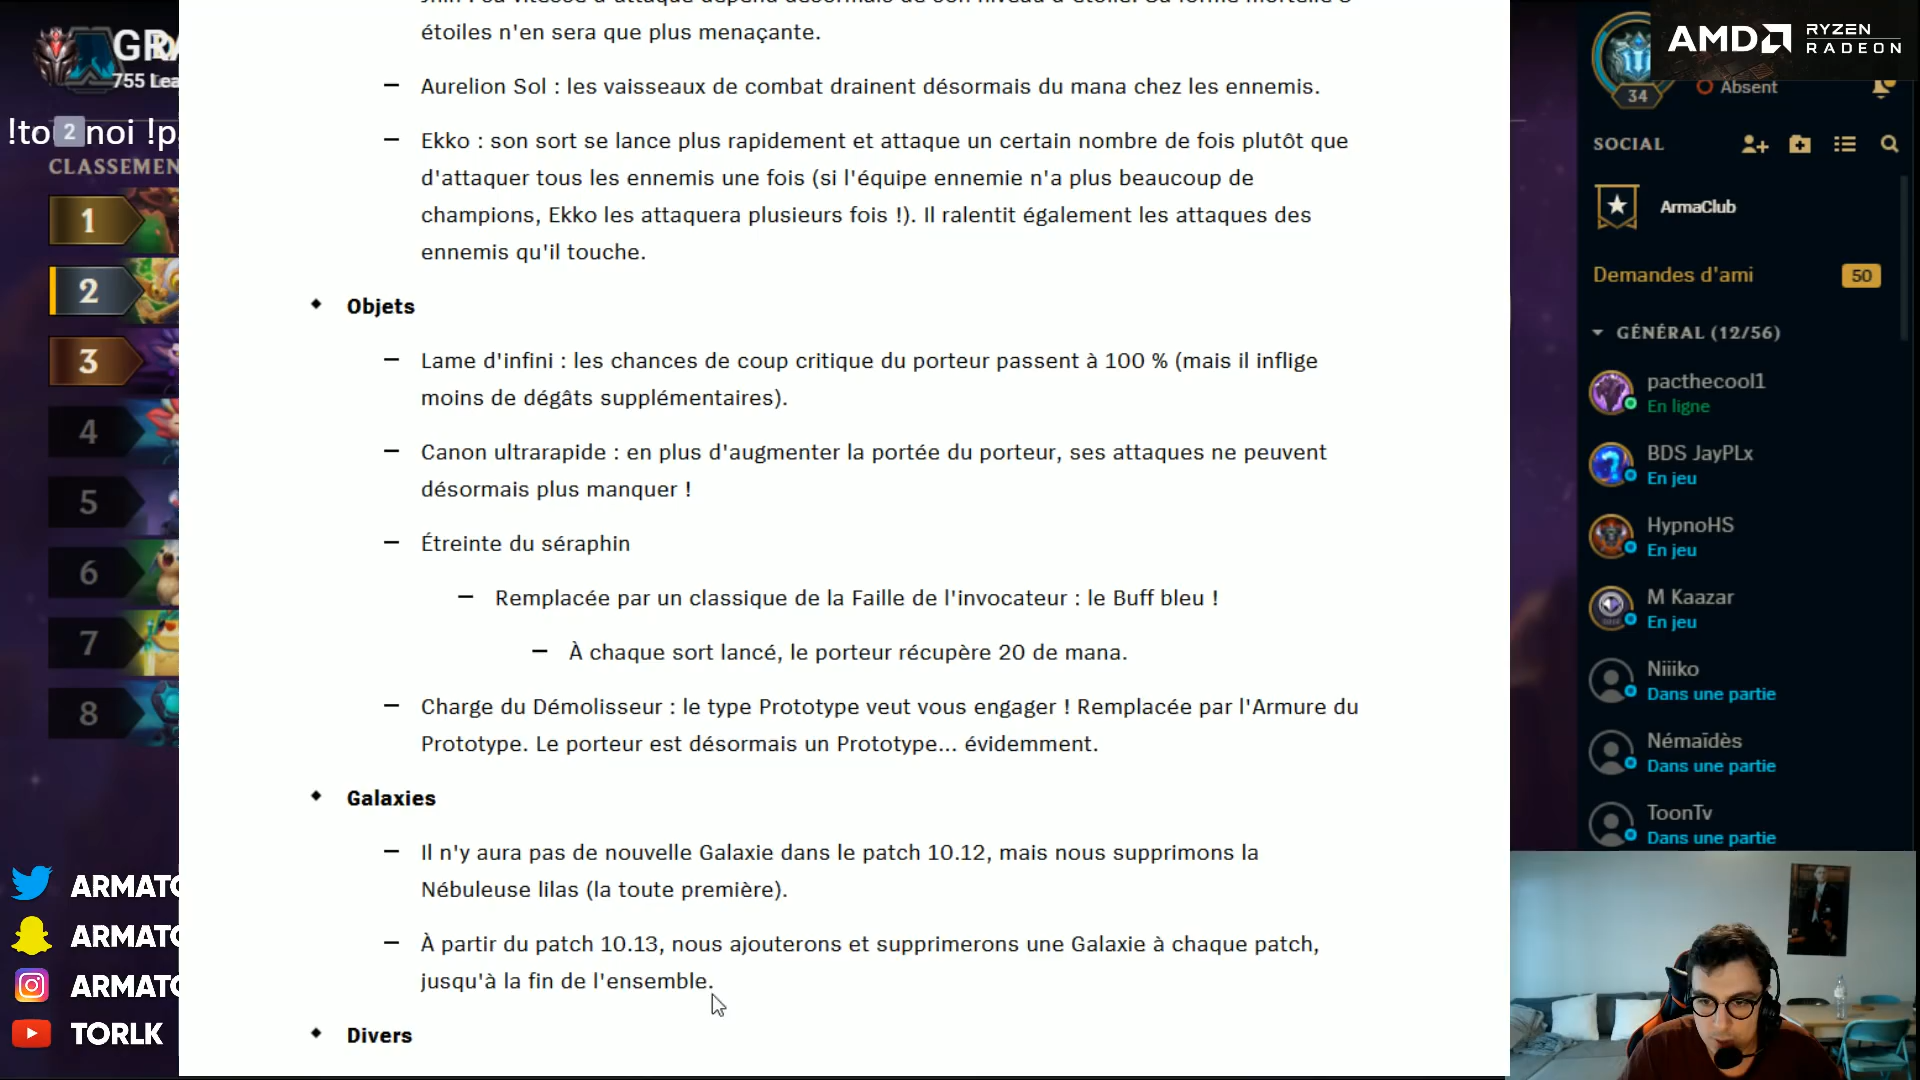 étoiles n'en sera que plus menaçante.
– Aurelion Sol : les vaisseaux de combat drainent désormais du mana chez les ennemis.
– Ekko : son sort se lance plus rapidement et attaque un certain nombre de fois plutôt que
d'attaquer tous les ennemis une fois (si l'équipe ennemie n'a plus beaucoup de
champions, Ekko les attaquera plusieurs fois !). Il ralentit également les attaques des
ennemis qu'il touche.
Objets
– Lame d'infini : les chances de coup critique du porteur passent à 100 % (mais il inflige
moins de dégâts supplémentaires).
– Canon ultrarapide : en plus d'augmenter la portée du porteur, ses attaques ne peuvent
désormais plus manquer !
– Étreinte du séraphin
– Remplacée par un classique de la Faille de l'invocateur : le Buff bleu !
– À chaque sort lancé, le porteur récupère 20 de mana.
– Charge du Démolisseur : le type Prototype veut vous engager ! Remplacée par l'Armure du
Prototype. Le porteur est désormais un Prototype... évidemment.
Galaxies
– Il n'y aura pas de nouvelle Galaxie dans le patch 10.12, mais nous supprimons la
Nébuleuse lilas (la toute première).
– À partir du patch 10.13, nous ajouterons et supprimerons une Galaxie à chaque patch,
jusqu'à la fin de l'ensemble.
Divers
755 Lea
!to 2 noi !p
CLASSEMEN
1
2
3
4
5
6
7
8
ARMATO
ARMATO
ARMATO
TORLK
AMD RYZEN
RADEON
34
Absent
SOCIAL
ArmaClub
Demandes d'ami 50
GÉNÉRAL (12/56)
pacthecool1
En ligne
BDS JayPLx
En jeu
HypnoHS
En jeu
M Kaazar
En jeu
Niiiko
Dans une partie
Némaïdès
Dans une partie
ToonTv
Dans une partie